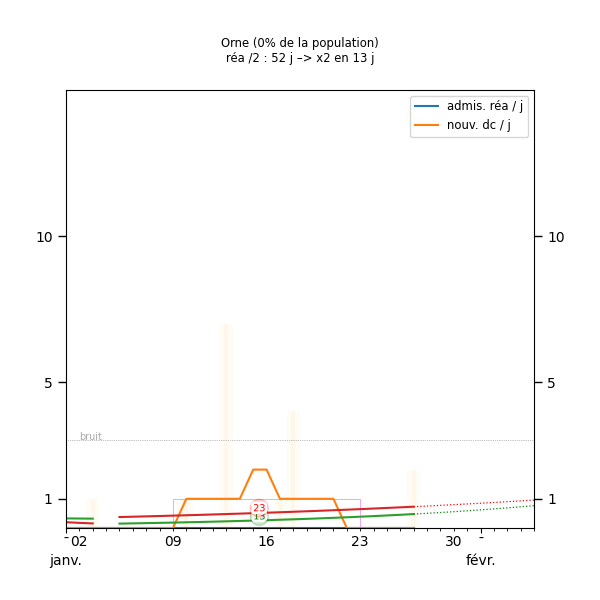 Orne (0% de la population)
réa /2 : 52 j –> x2 en 13 j
admis. réa / j
nouv. dc / j
10 10
5 5
bruit
1 1
23
02 09 16 23 30
janv. févr.